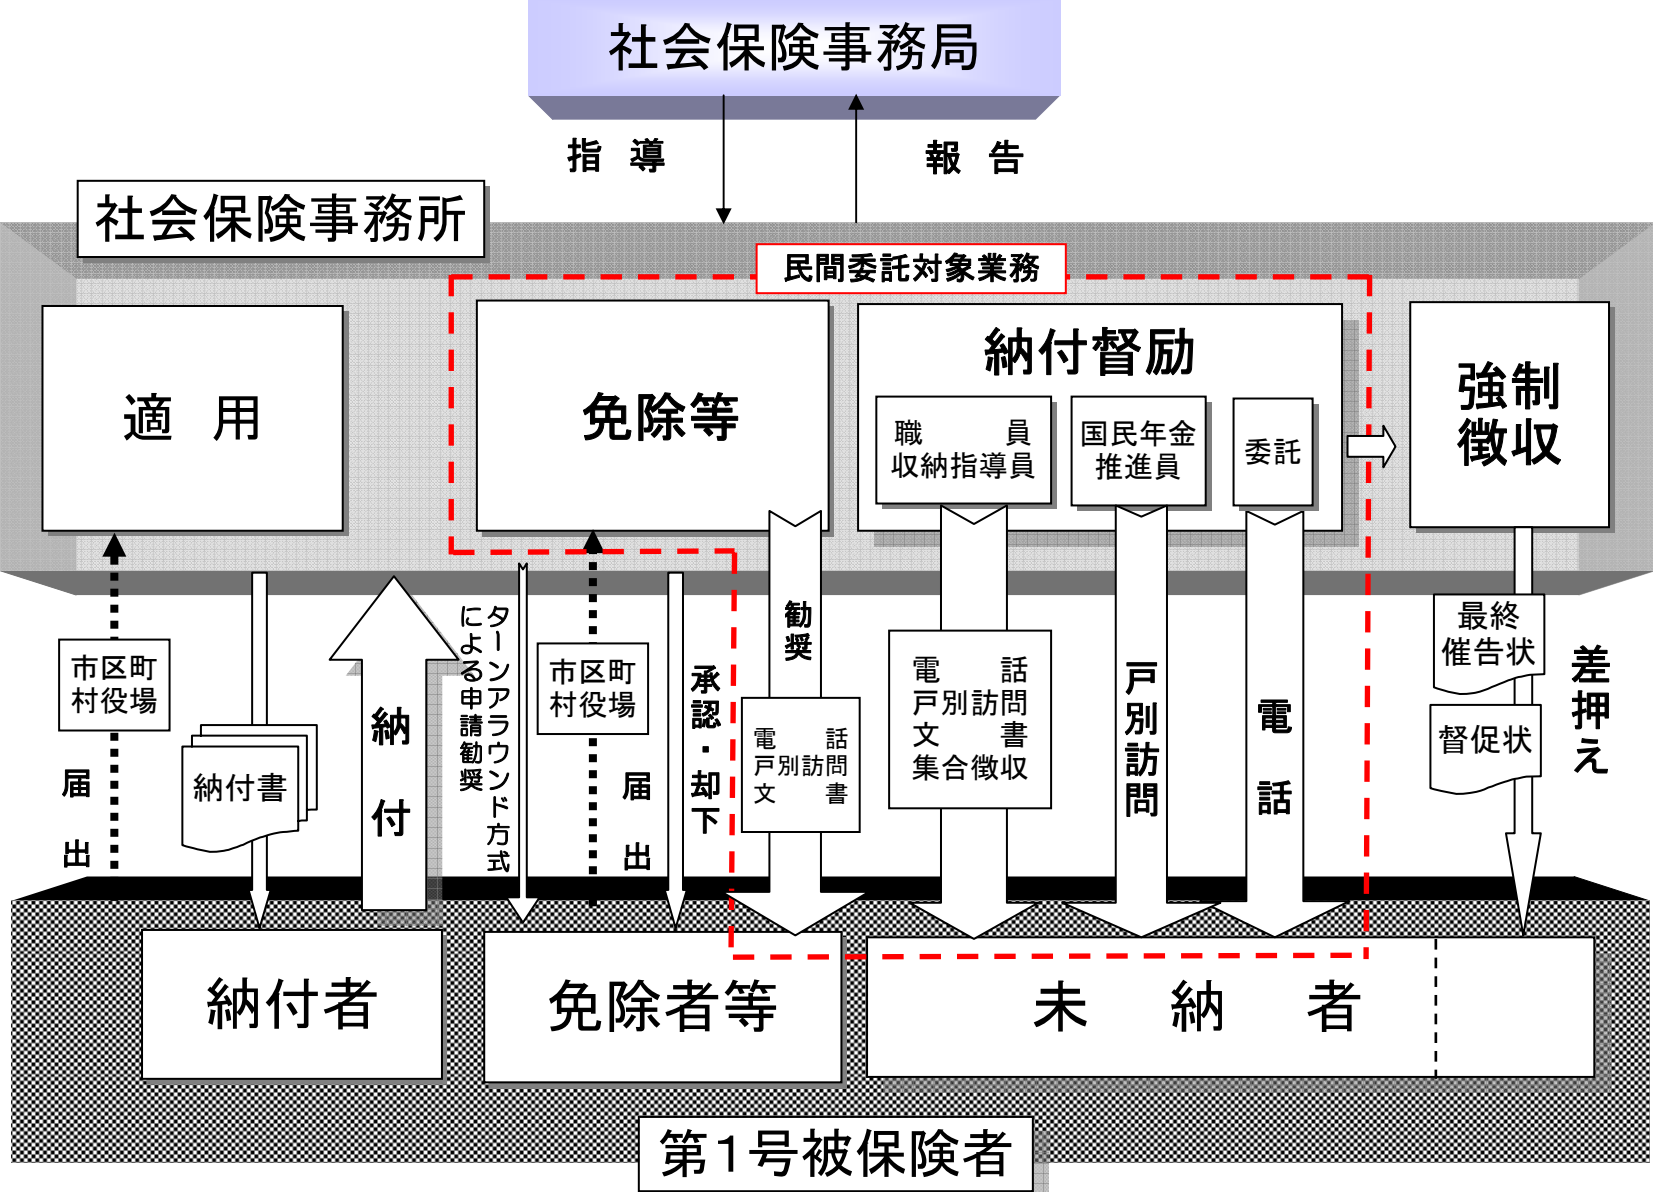 社会保険事務局
指　導
報　告
社会保険事務所
民間委託対象業務
適　用
免除等
納付督励
職　　　員
収納指導員
国民年金
推進員
委託
強制
徴収
市区町
村役場
届　出
納付書
納　付
ターンアラウンド方式
による申請勧奨
市区町
村役場
届　出
承認・却下
勧奨
電　　話
戸別訪問
文　　書
電　　　話
戸別訪問
文　　　書
集合徴収
戸別訪問
電　話
最終
催告状
督促状
差押え
納付者
免除者等
未　納　者
第１号被保険者